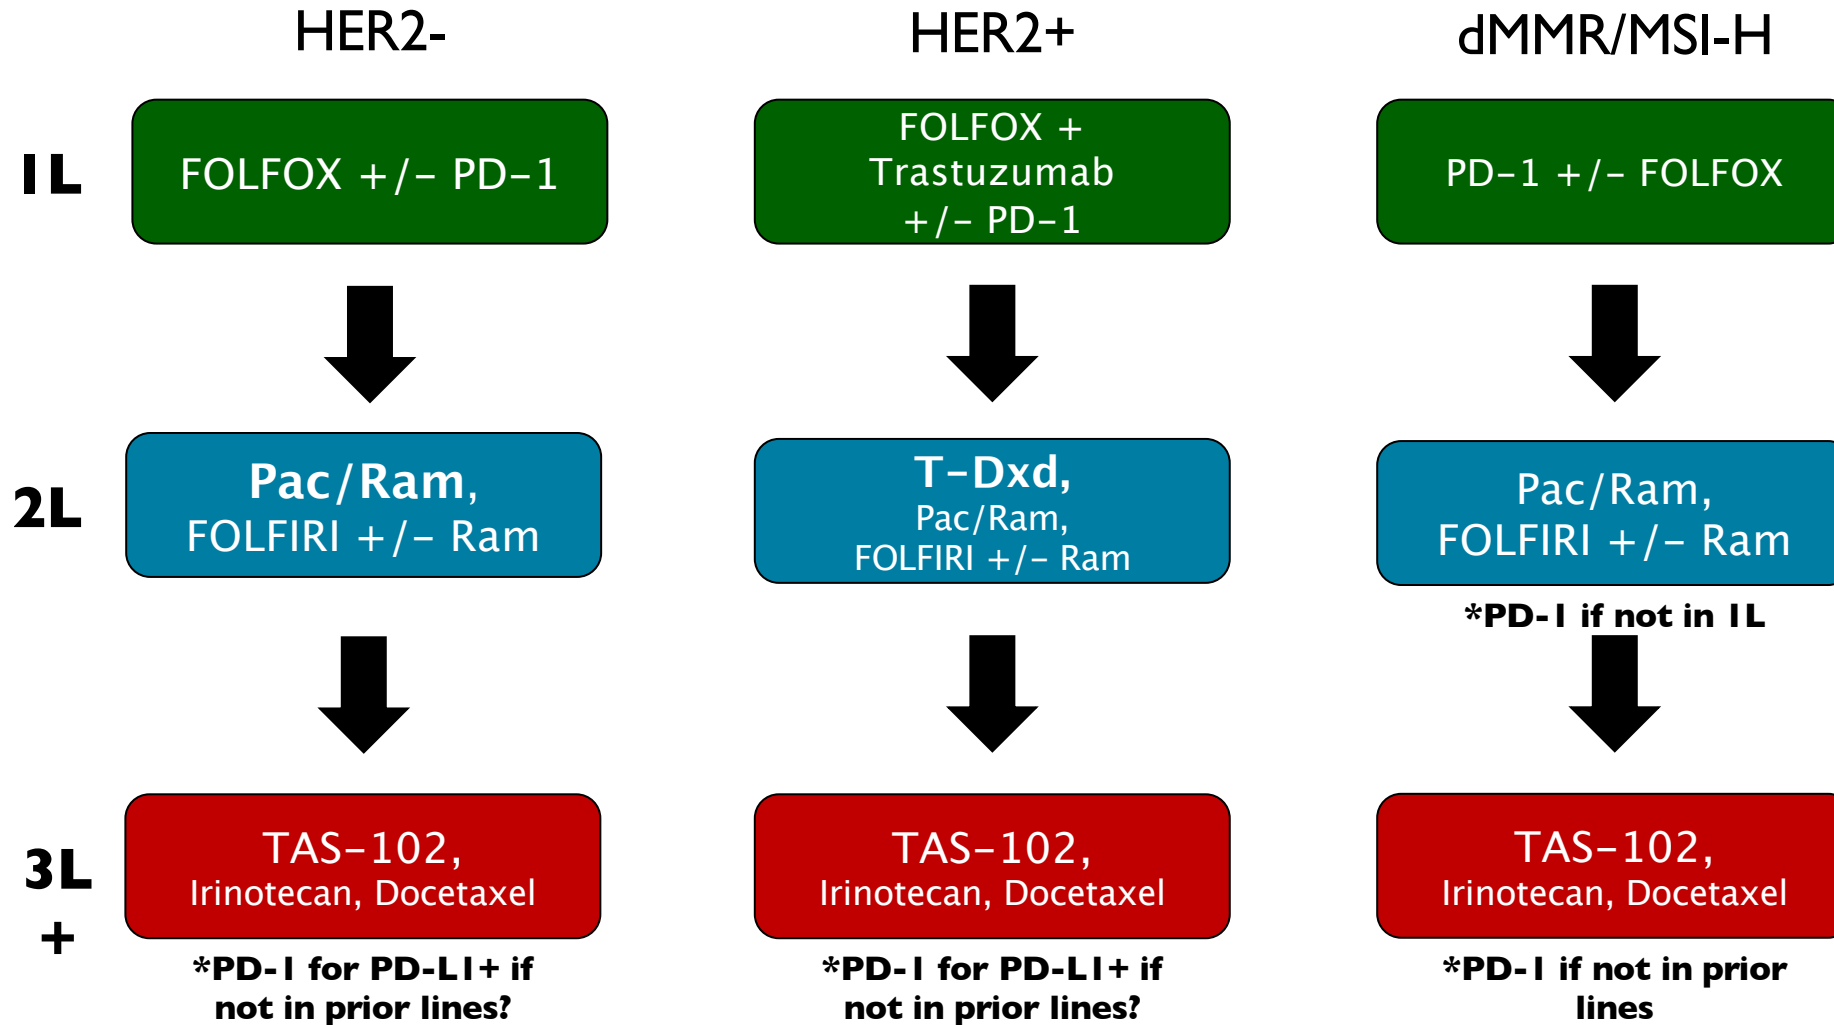 HER2-
HER2+
dMMR/MSI-H
1L
FOLFOX +/- PD-1
FOLFOX +
Trastuzumab
+/- PD-1
PD-1 +/- FOLFOX
2L
Pac/Ram,
FOLFIRI +/- Ram
T-Dxd,
Pac/Ram,
FOLFIRI +/- Ram
Pac/Ram,
FOLFIRI +/- Ram
*PD-1 if not in 1L
3L
+
TAS-102,
Irinotecan, Docetaxel
*PD-1 for PD-L1+ if
not in prior lines?
TAS-102,
Irinotecan, Docetaxel
*PD-1 for PD-L1+ if
not in prior lines?
TAS-102,
Irinotecan, Docetaxel
*PD-1 if not in prior
lines